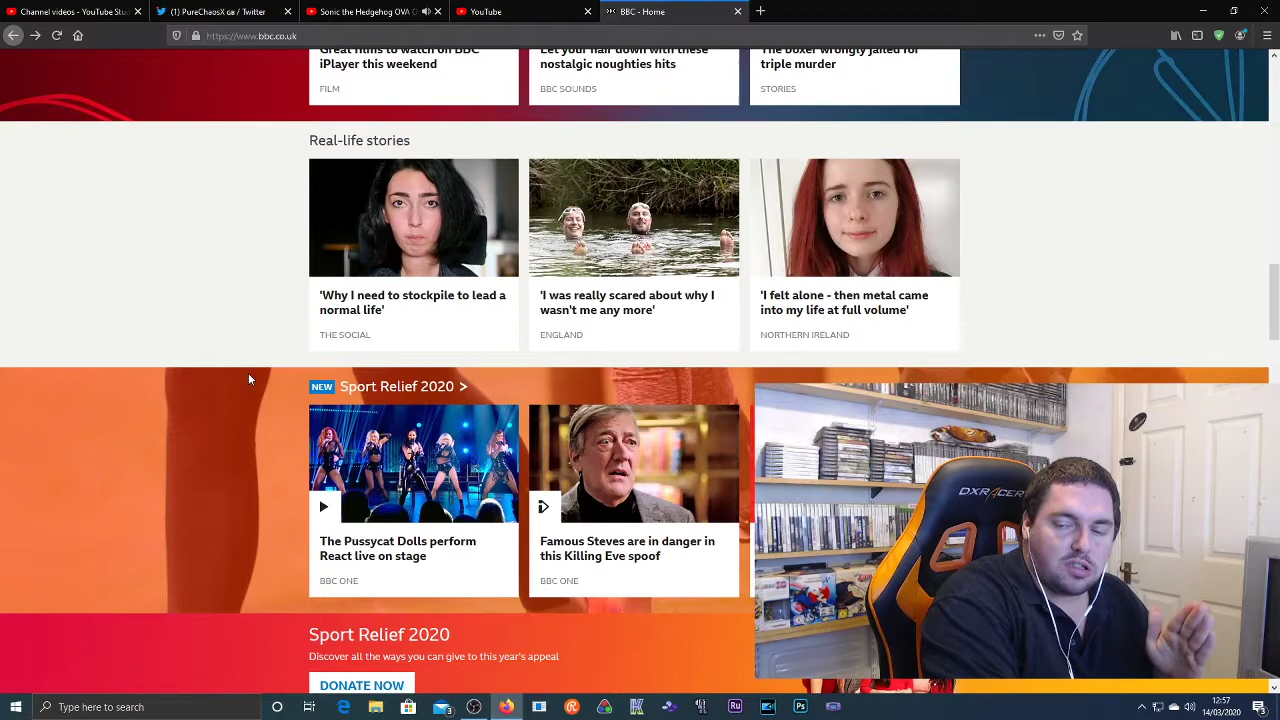 Channel videos - YouTube Stud
(1) PureChaosX GB / Twitter
Sonic the Hedgehog OVA
YouTube
BBC - Home
https://www.bbc.co.uk
Great films to watch on BBC
iPlayer this weekend
FILM
Let your hair down with these
nostalgic noughties hits
BBC SOUNDS
The boxer wrongly jailed for
triple murder
STORIES
Real-life stories
'Why I need to stockpile to lead a
normal life'
THE SOCIAL
'I was really scared about why I
wasn't me any more'
ENGLAND
'I felt alone - then metal came
into my life at full volume'
NORTHERN IRELAND
NEW Sport Relief 2020 >
The Pussycat Dolls perform
React live on stage
BBC ONE
Famous Steves are in danger in
this Killing Eve spoof
BBC ONE
Sport Relief 2020
Discover all the ways you can give to this year's appeal
DONATE NOW
DXRACER
Type here to search
3
Ru
Ps
12:57
14/03/2020